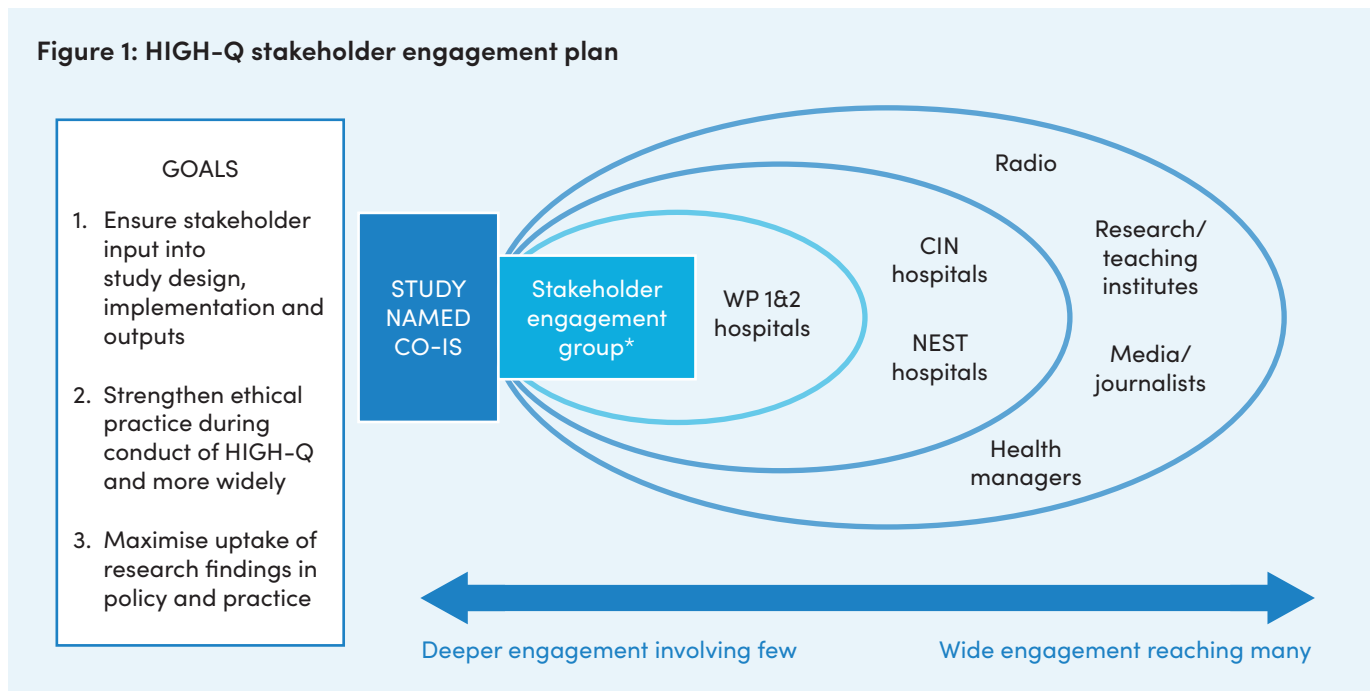 Figure 1: HIGH-Q stakeholder engagement plan
GOALS
1. Ensure stakeholder
input into
study design,
implementation and
outputs
2. Strengthen ethical
practice during
conduct of HIGH-Q
and more widely
3. Maximise uptake of
research findings in
policy and practice
STUDY
NAMED
CO-IS
Stakeholder
engagement
group*
WP 1&2
hospitals
CIN
hospitals
NEST
hospitals
Radio
Research/
teaching
institutes
Media/
journalists
Health
managers
Deeper engagement involving few
Wide engagement reaching many